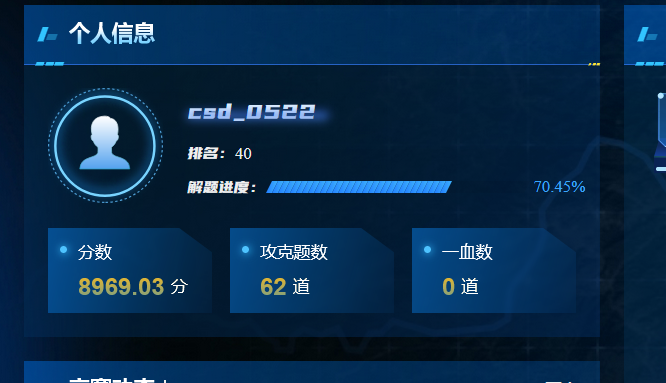 个人信息
csd_0522
排名：40
解题进度：70.45%
分数
攻克题数
一血数
8969.03 分
62 道
0 道